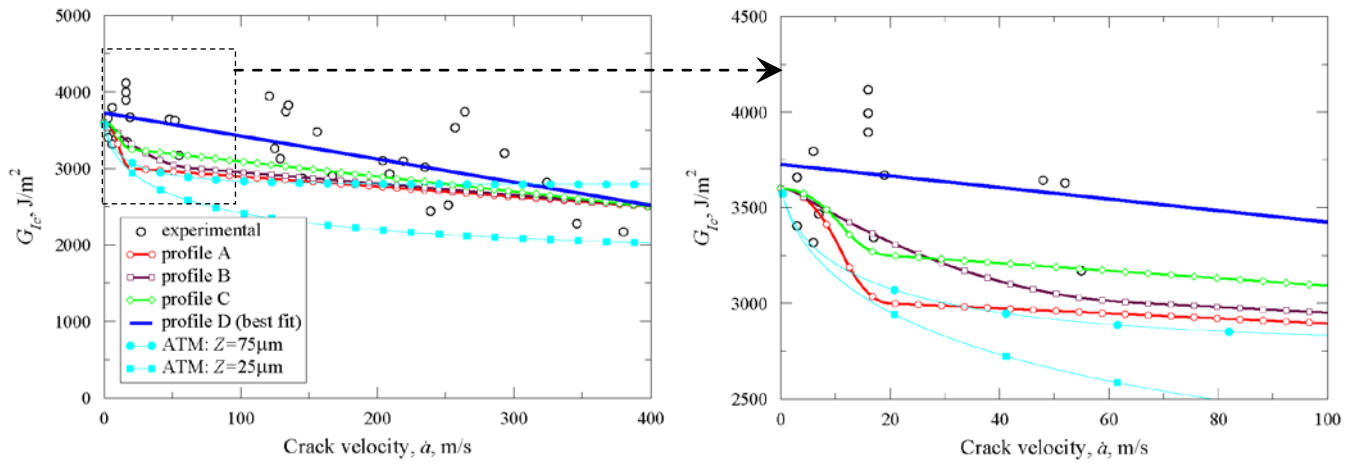 5000
4000
3000
2000
1000
0
G_Ic, J/m²
experimental
profile A
profile B
profile C
profile D (best fit)
ATM: Z=75μm
ATM: Z=25μm
0 100 200 300 400
Crack velocity, ȧ, m/s
4500
4000
3500
3000
2500
G_Ic, J/m²
0 20 40 60 80 100
Crack velocity, ȧ, m/s